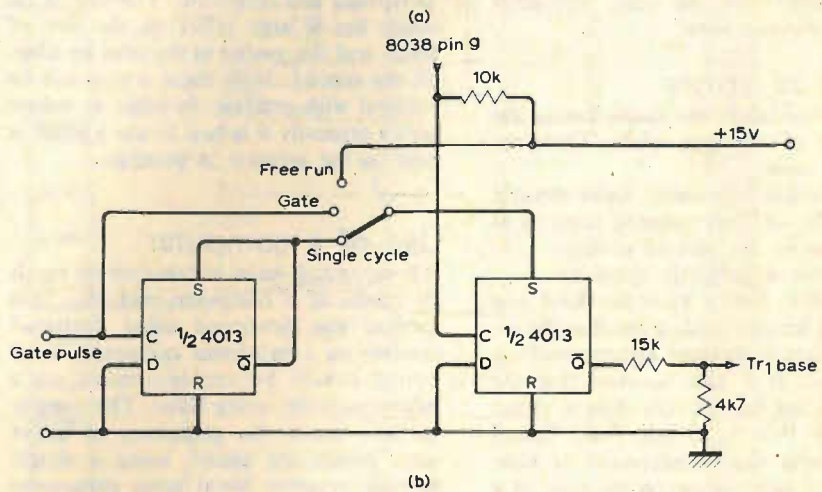 (a)
8038 pin 9
10k
+15V
Free run
Gate
Single cycle
S
S
1/2 4013
1/2 4013
C
D
Q̅
R
C
D
Q̅
R
Gate pulse
15k
Tr1 base
4k7
(b)